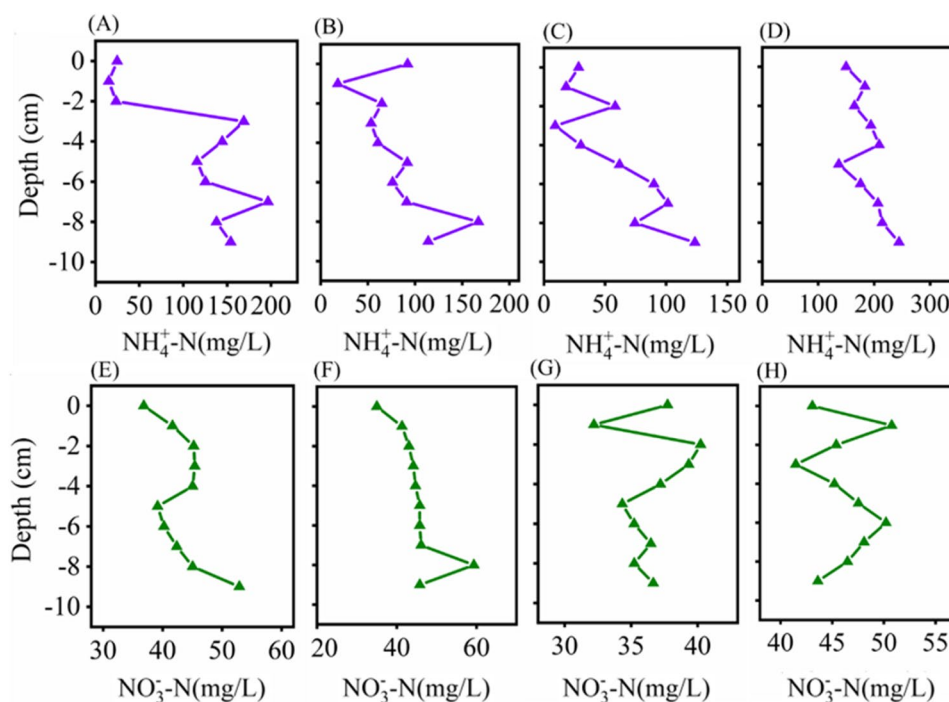 (A) (B) (C) (D)
0
-2
-4
-6
-8
-10
Depth (cm)
0 50 100 150 200
0 50 100 150 200
0 50 100 150
0 100 200 300
NH₄⁺-N(mg/L) NH₄⁺-N(mg/L) NH₄⁺-N(mg/L) NH₄⁺-N(mg/L)
(E) (F) (G) (H)
0
-2
-4
-6
-8
-10
Depth (cm)
30 40 50 60
20 40 60
30 35 40
40 45 50 55
NO₃⁻-N(mg/L) NO₃⁻-N(mg/L) NO₃⁻-N(mg/L) NO₃⁻-N(mg/L)